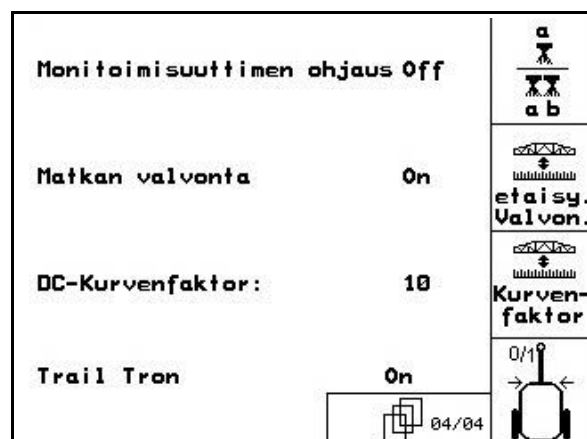 Monitoimisuuttimen ohjaus Off
a
a b
Matkan valvonta On
etaisy.
Valvon.
DC-Kurvenfaktor: 10
Kurven-
faktor
Trail Tron On
0/1
04/04